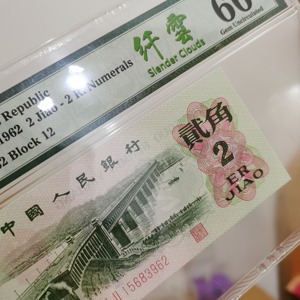 Republic
1962 2 Jiao - 2 R. Numerals
2 Block 12
纤雲
Slender Clouds
Gem Uncirculated
中國人民銀行
貳角
2
ER
JIAO
15683962